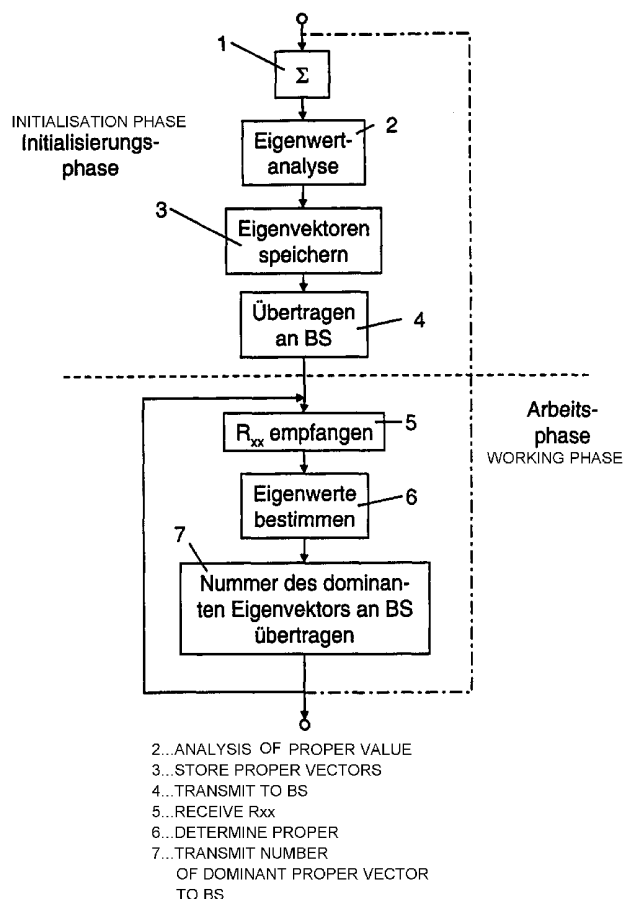 1
Σ
INITIALISATION PHASE
Initialisierungs-
phase
2
Eigenwert-
analyse
3
Eigenvektoren
speichern
Übertragen
an BS
4
Arbeits-
phase
WORKING PHASE
Rxx empfangen
5
Eigenwerte
bestimmen
6
7
Nummer des dominan-
ten Eigenvektors an BS
übertragen
2...ANALYSIS OF PROPER VALUE
3...STORE PROPER VECTORS
4...TRANSMIT TO BS
5...RECEIVE Rxx
6...DETERMINE PROPER
7...TRANSMIT NUMBER
OF DOMINANT PROPER VECTOR
TO BS